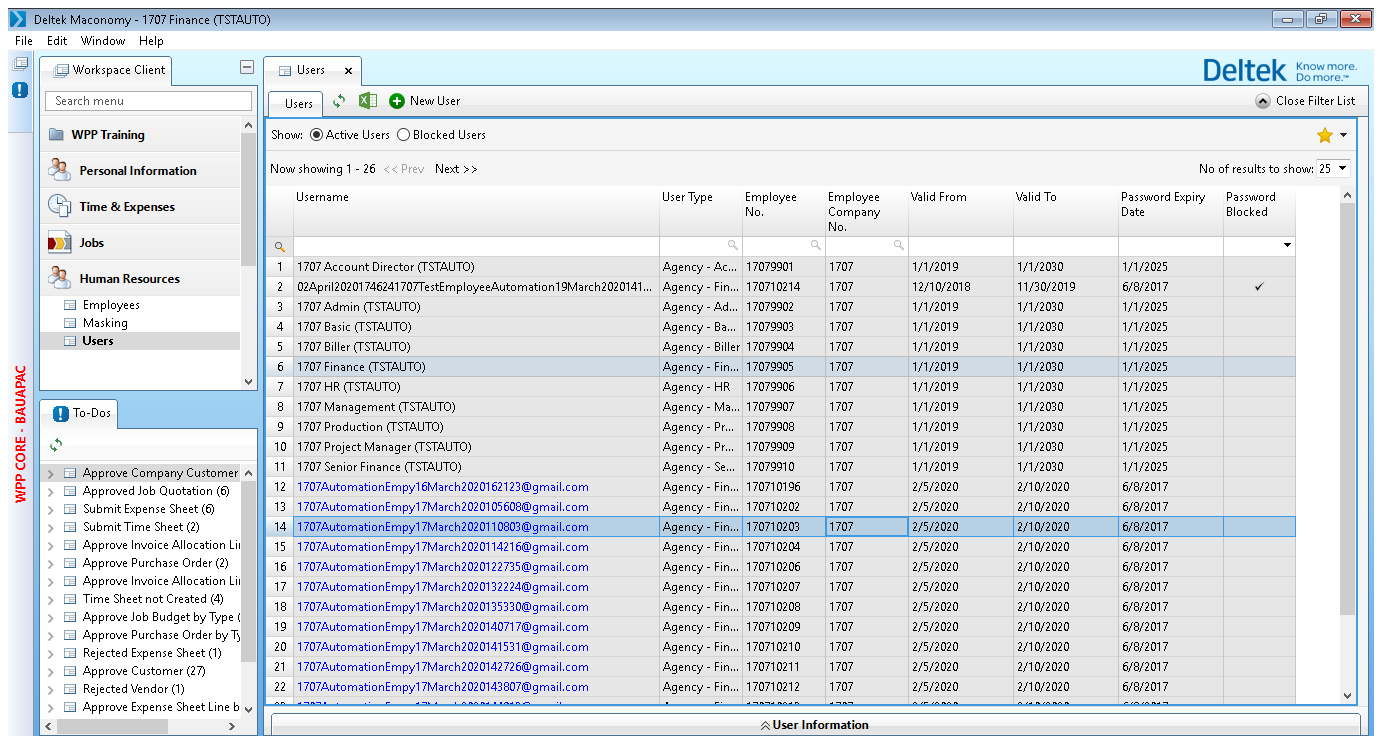 Deltek Maconomy - 1707 Finance (TSTAUTO)
File Edit Window Help
Workspace Client
Search menu
WPP Training
Personal Information
Time & Expenses
Jobs
Human Resources
Employees
Masking
Users
WPP CORE - BAUAPAC
To-Dos
Approve Company Customer
Approved Job Quotation (6)
Submit Expense Sheet (6)
Submit Time Sheet (2)
Approve Invoice Allocation Li
Approve Purchase Order (2)
Approve Invoice Allocation Li
Time Sheet not Created (4)
Approve Job Budget by Type (
Approve Purchase Order by Ty
Rejected Expense Sheet (1)
Approve Customer (27)
Rejected Vendor (1)
Approve Expense Sheet Line b
Users
Deltek Know more. Do more.™
Users New User Close Filter List
Show: Active Users Blocked Users
Now showing 1 - 26 << Prev Next >> No of results to show: 25
Username User Type Employee No. Employee Company No. Valid From Valid To Password Expiry Date Password Blocked
1 1707 Account Director (TSTAUTO) Agency - Ac... 17079901 1707 1/1/2019 1/1/2030 1/1/2025
2 02April20201746241707TestEmployeeAutomation19March2020141... Agency - Fin... 170710214 1707 12/10/2018 11/30/2019 6/8/2017 ✓
3 1707 Admin (TSTAUTO) Agency - Ad... 17079902 1707 1/1/2019 1/1/2030 1/1/2025
4 1707 Basic (TSTAUTO) Agency - Ba... 17079903 1707 1/1/2019 1/1/2030 1/1/2025
5 1707 Biller (TSTAUTO) Agency - Biller 17079904 1707 1/1/2019 1/1/2030 1/1/2025
6 1707 Finance (TSTAUTO) Agency - Fin... 17079905 1707 1/1/2019 1/1/2030 1/1/2025
7 1707 HR (TSTAUTO) Agency - HR 17079906 1707 1/1/2019 1/1/2030 1/1/2025
8 1707 Management (TSTAUTO) Agency - Ma... 17079907 1707 1/1/2019 1/1/2030 1/1/2025
9 1707 Production (TSTAUTO) Agency - Pr... 17079908 1707 1/1/2019 1/1/2030 1/1/2025
10 1707 Project Manager (TSTAUTO) Agency - Pr... 17079909 1707 1/1/2019 1/1/2030 1/1/2025
11 1707 Senior Finance (TSTAUTO) Agency - Se... 17079910 1707 1/1/2019 1/1/2030 1/1/2025
12 1707AutomationEmpy16March2020162123@gmail.com Agency - Fin... 170710196 1707 2/5/2020 2/10/2020 6/8/2017
13 1707AutomationEmpy17March2020105608@gmail.com Agency - Fin... 170710202 1707 2/5/2020 2/10/2020 6/8/2017
14 1707AutomationEmpy17March2020110803@gmail.com Agency - Fin... 170710203 1707 2/5/2020 2/10/2020 6/8/2017
15 1707AutomationEmpy17March2020114216@gmail.com Agency - Fin... 170710204 1707 2/5/2020 2/10/2020 6/8/2017
16 1707AutomationEmpy17March2020122735@gmail.com Agency - Fin... 170710206 1707 2/5/2020 2/10/2020 6/8/2017
17 1707AutomationEmpy17March2020132224@gmail.com Agency - Fin... 170710207 1707 2/5/2020 2/10/2020 6/8/2017
18 1707AutomationEmpy17March2020135330@gmail.com Agency - Fin... 170710208 1707 2/5/2020 2/10/2020 6/8/2017
19 1707AutomationEmpy17March2020140717@gmail.com Agency - Fin... 170710209 1707 2/5/2020 2/10/2020 6/8/2017
20 1707AutomationEmpy17March2020141531@gmail.com Agency - Fin... 170710210 1707 2/5/2020 2/10/2020 6/8/2017
21 1707AutomationEmpy17March2020142726@gmail.com Agency - Fin... 170710211 1707 2/5/2020 2/10/2020 6/8/2017
22 1707AutomationEmpy17March2020143807@gmail.com Agency - Fin... 170710212 1707 2/5/2020 2/10/2020 6/8/2017
User Information